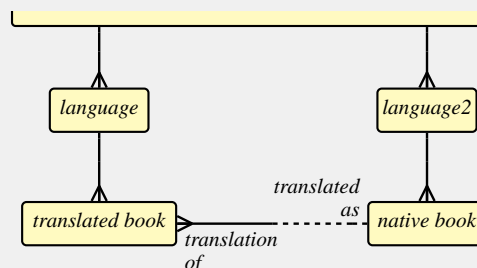 language
language2
translated
as
translated book
native book
translation
of